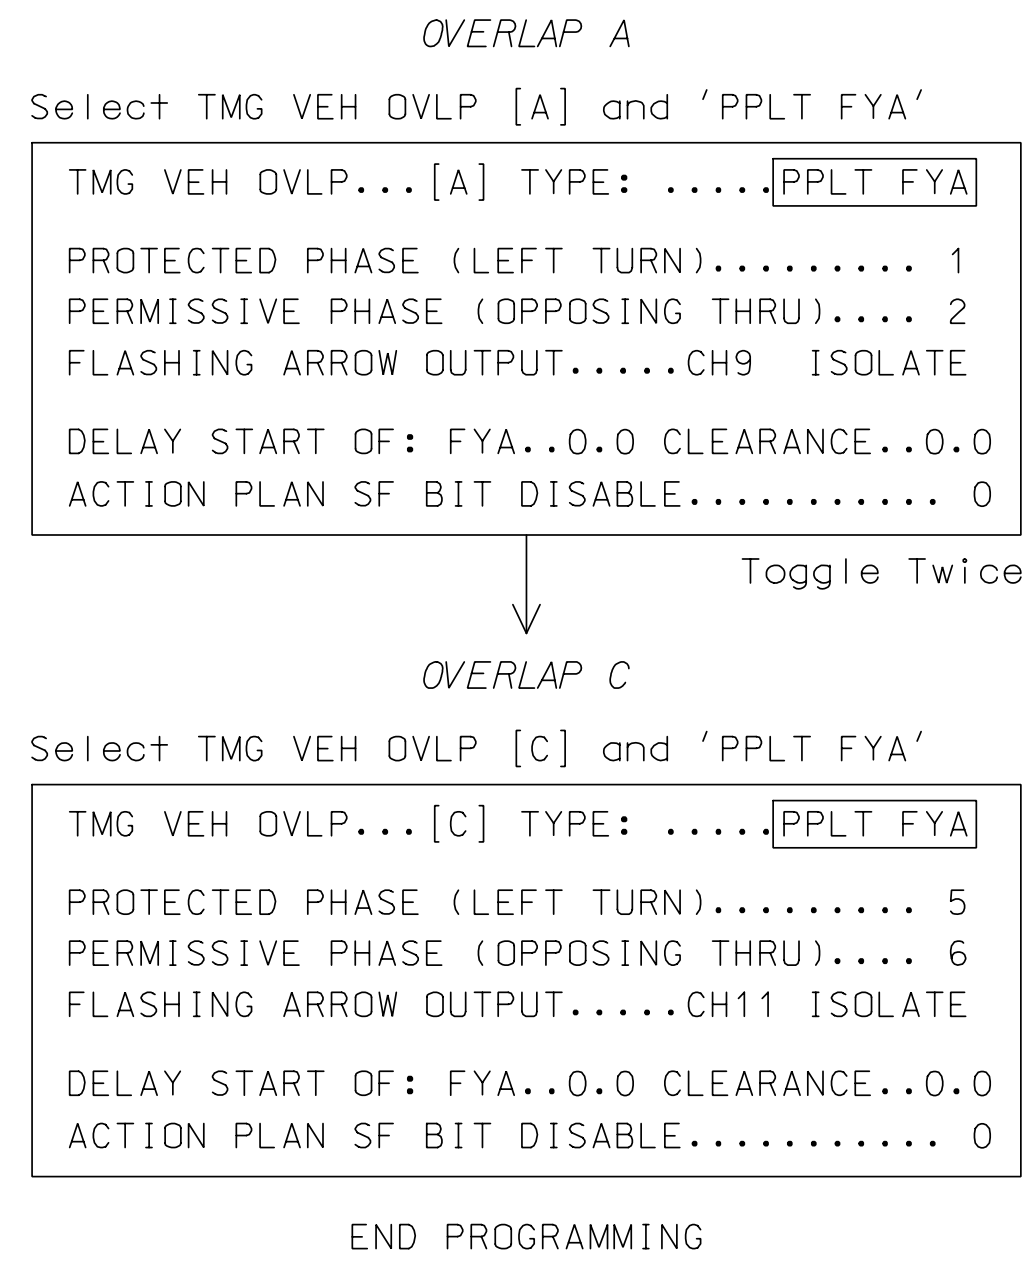 OVERLAP A
Select TMG VEH OVLP [A] and 'PPLT FYA'
TMG VEH OVLP...[A] TYPE: .....PPLT FYA
PROTECTED PHASE (LEFT TURN)......... 1
PERMISSIVE PHASE (OPPOSING THRU).... 2
FLASHING ARROW OUTPUT.....CH9 ISOLATE
DELAY START OF: FYA..0.0 CLEARANCE..0.0
ACTION PLAN SF BIT DISABLE........... 0
Toggle Twice
OVERLAP C
Select TMG VEH OVLP [C] and 'PPLT FYA'
TMG VEH OVLP...[C] TYPE: .....PPLT FYA
PROTECTED PHASE (LEFT TURN)......... 5
PERMISSIVE PHASE (OPPOSING THRU).... 6
FLASHING ARROW OUTPUT.....CH11 ISOLATE
DELAY START OF: FYA..0.0 CLEARANCE..0.0
ACTION PLAN SF BIT DISABLE........... 0
END PROGRAMMING